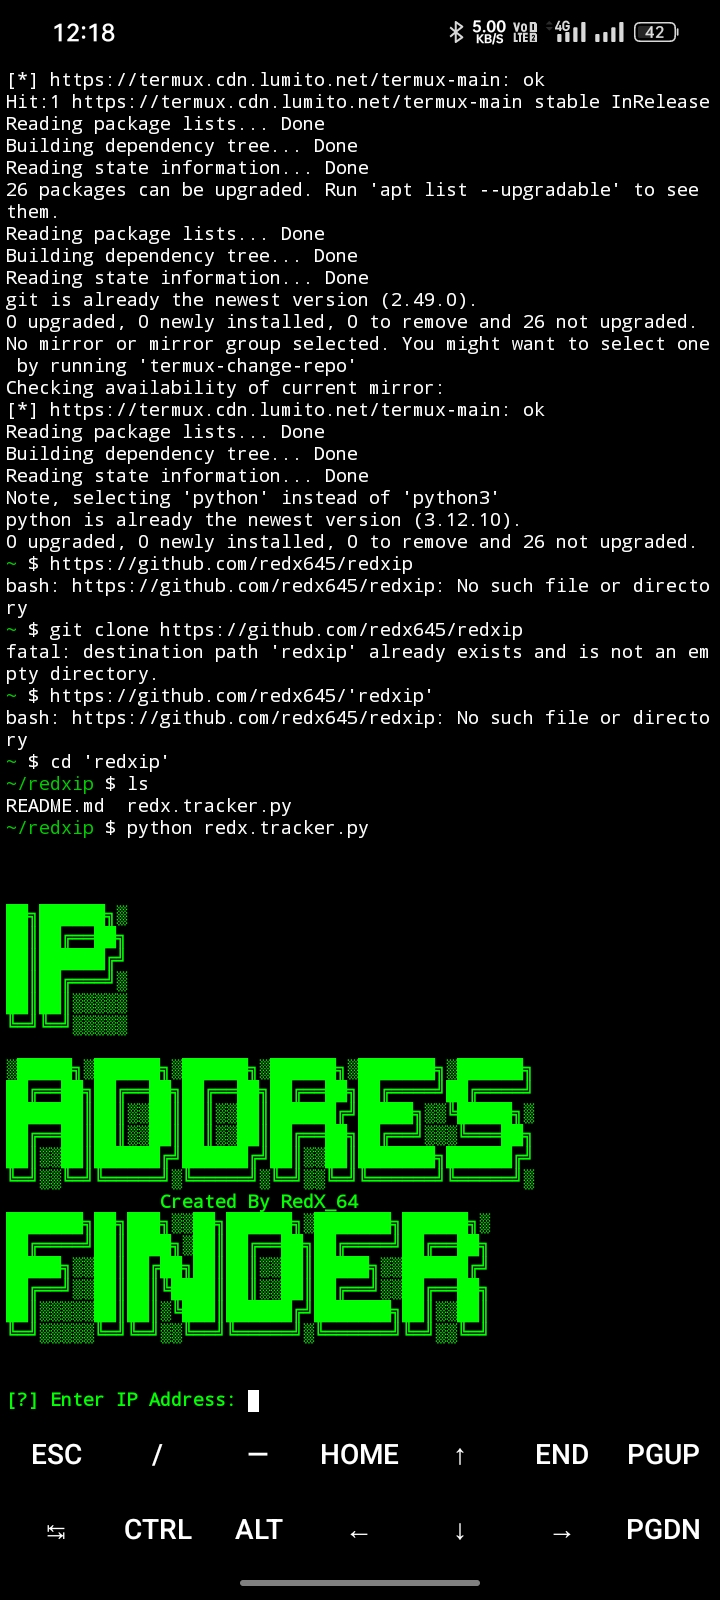 12:18
5.00 KB/S
Vo D LTE 2
4G
42
[*] https://termux.cdn.lumito.net/termux-main: ok
Hit:1 https://termux.cdn.lumito.net/termux-main stable InRelease
Reading package lists... Done
Building dependency tree... Done
Reading state information... Done
26 packages can be upgraded. Run 'apt list --upgradable' to see
them.
Reading package lists... Done
Building dependency tree... Done
Reading state information... Done
git is already the newest version (2.49.0).
0 upgraded, 0 newly installed, 0 to remove and 26 not upgraded.
No mirror or mirror group selected. You might want to select one
 by running 'termux-change-repo'
Checking availability of current mirror:
[*] https://termux.cdn.lumito.net/termux-main: ok
Reading package lists... Done
Building dependency tree... Done
Reading state information... Done
Note, selecting 'python' instead of 'python3'
python is already the newest version (3.12.10).
0 upgraded, 0 newly installed, 0 to remove and 26 not upgraded.
~ $ https://github.com/redx645/redxip
bash: https://github.com/redx645/redxip: No such file or directo
ry
~ $ git clone https://github.com/redx645/redxip
fatal: destination path 'redxip' already exists and is not an em
pty directory.
~ $ https://github.com/redx645/'redxip'
bash: https://github.com/redx645/redxip: No such file or directo
ry
~ $ cd 'redxip'
~/redxip $ ls
README.md  redx.tracker.py
~/redxip $ python redx.tracker.py
IP
ADDRES
Created By RedX_64
FINDER
[?] Enter IP Address:
ESC / — HOME ↑ END PGUP
↹ CTRL ALT ← ↓ → PGDN